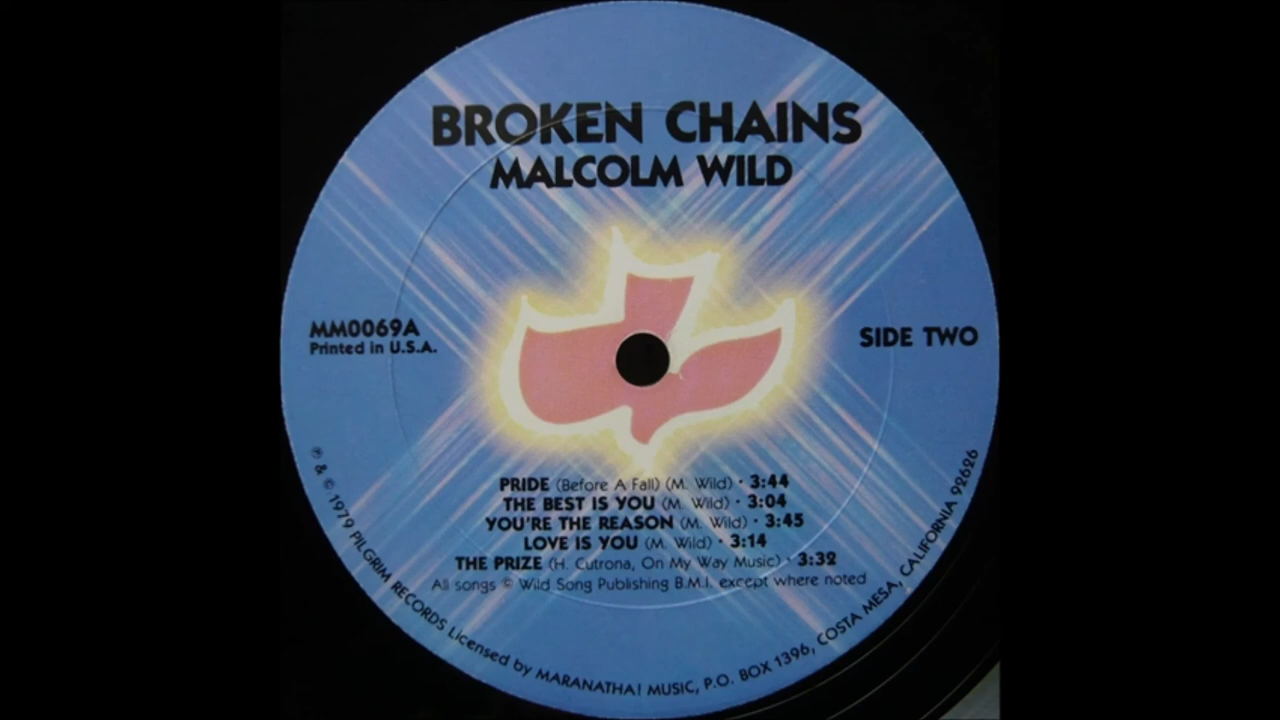 BROKEN CHAINS
MALCOLM WILD
MM0069A
Printed in U.S.A.
SIDE TWO
PRIDE (Before A Fall) (M. Wild) · 3:44
THE BEST IS YOU (M. Wild) · 3:04
YOU'RE THE REASON (M. Wild) · 3:45
LOVE IS YOU (M. Wild) · 3:14
THE PRIZE (H. Cutrona, On My Way Music) · 3:32
All songs © Wild Song Publishing B.M.I. except where noted
℗ & © 1979 PILGRIM RECORDS Licensed by MARANATHA! MUSIC, P.O. BOX 1396, COSTA MESA, CALIFORNIA 92626